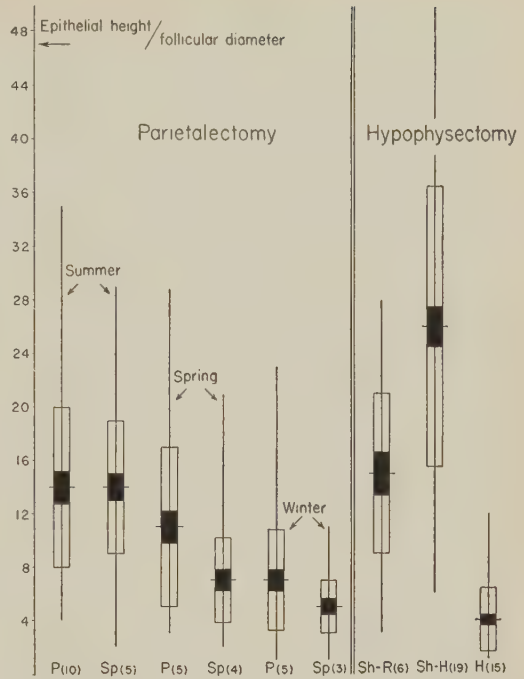 Epithelial height/follicular diameter
48
44
40
36
32
28
24
20
16
12
8
4
Parietalectomy
Hypophysectomy
Summer
Spring
Winter
P(10) Sp(5) P(5) Sp(4) P(5) Sp(3) Sh-R(6) Sh-H(19) H(15)